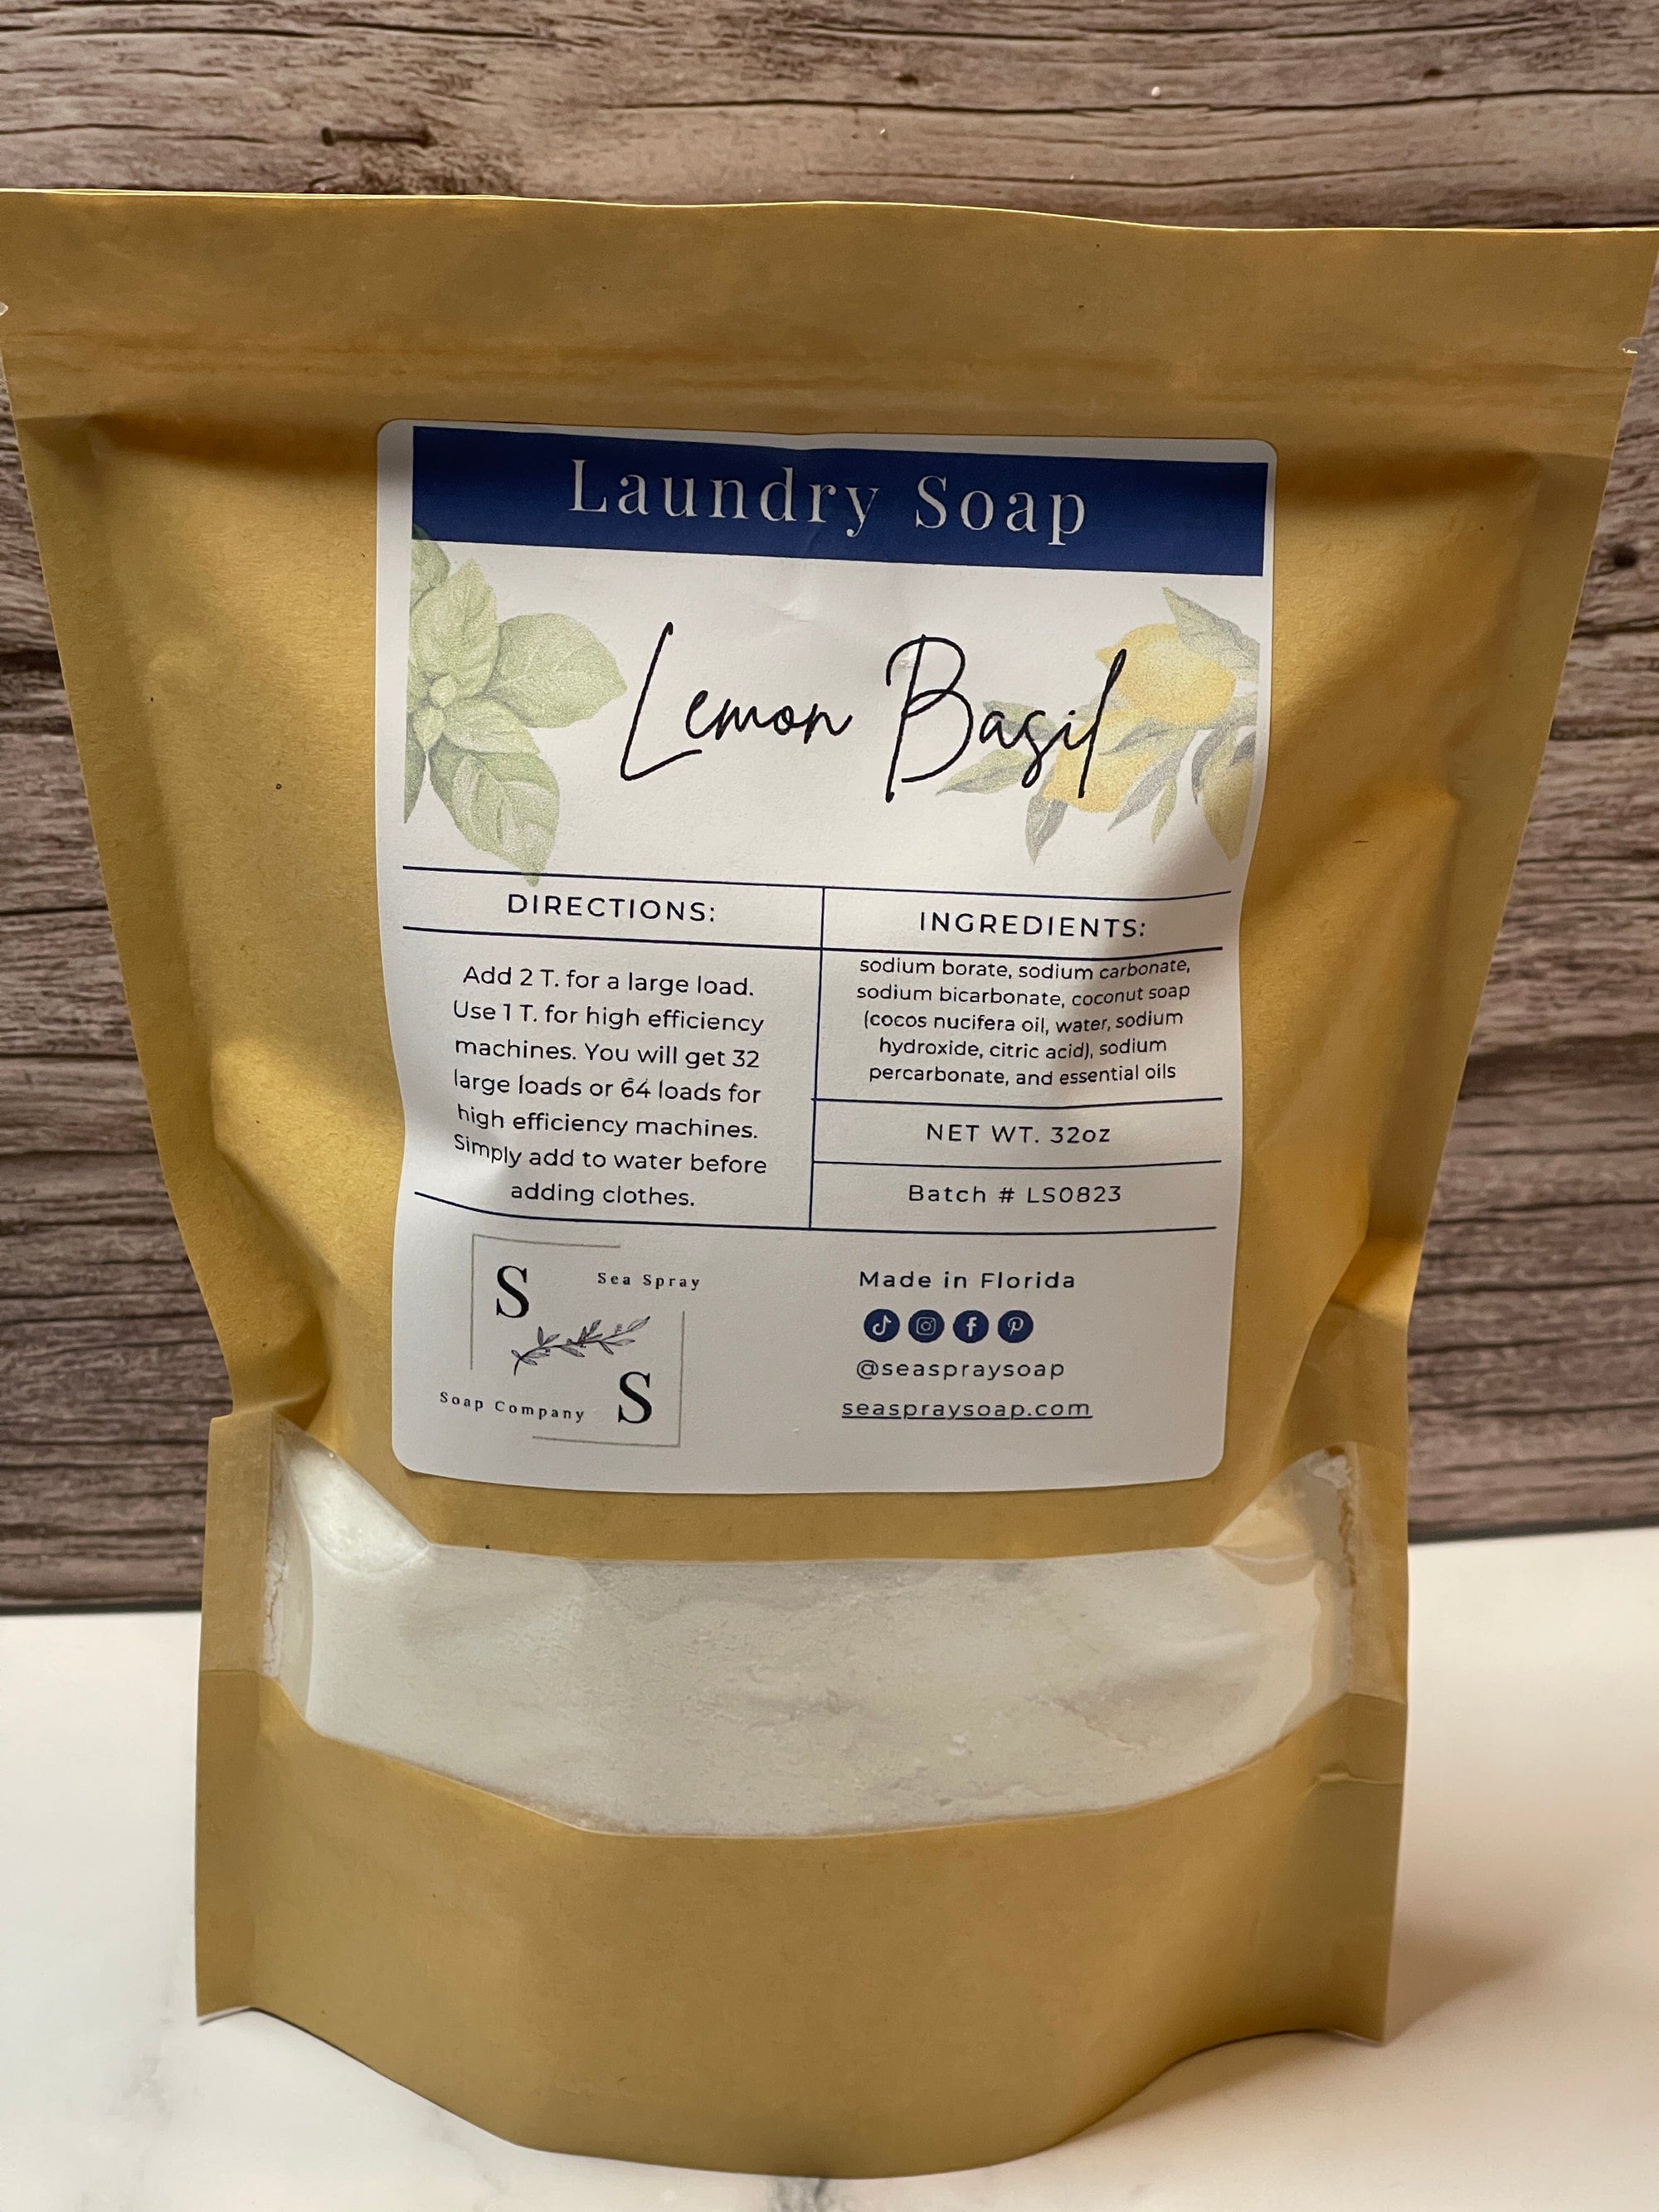 Laundry Soap
Lemon Basil
DIRECTIONS:
Add 2 T. for a large load.
Use 1 T. for high efficiency
machines. You will get 32
large loads or 64 loads for
high efficiency machines.
Simply add to water before
adding clothes.
INGREDIENTS:
sodium borate, sodium carbonate,
sodium bicarbonate, coconut soap
(cocos nucifera oil, water, sodium
hydroxide, citric acid), sodium
percarbonate, and essential oils
NET WT. 32oz
Batch # LS0823
S
Sea Spray
Soap Company
S
Made in Florida
@seaspraysoap
seaspraysoap.com